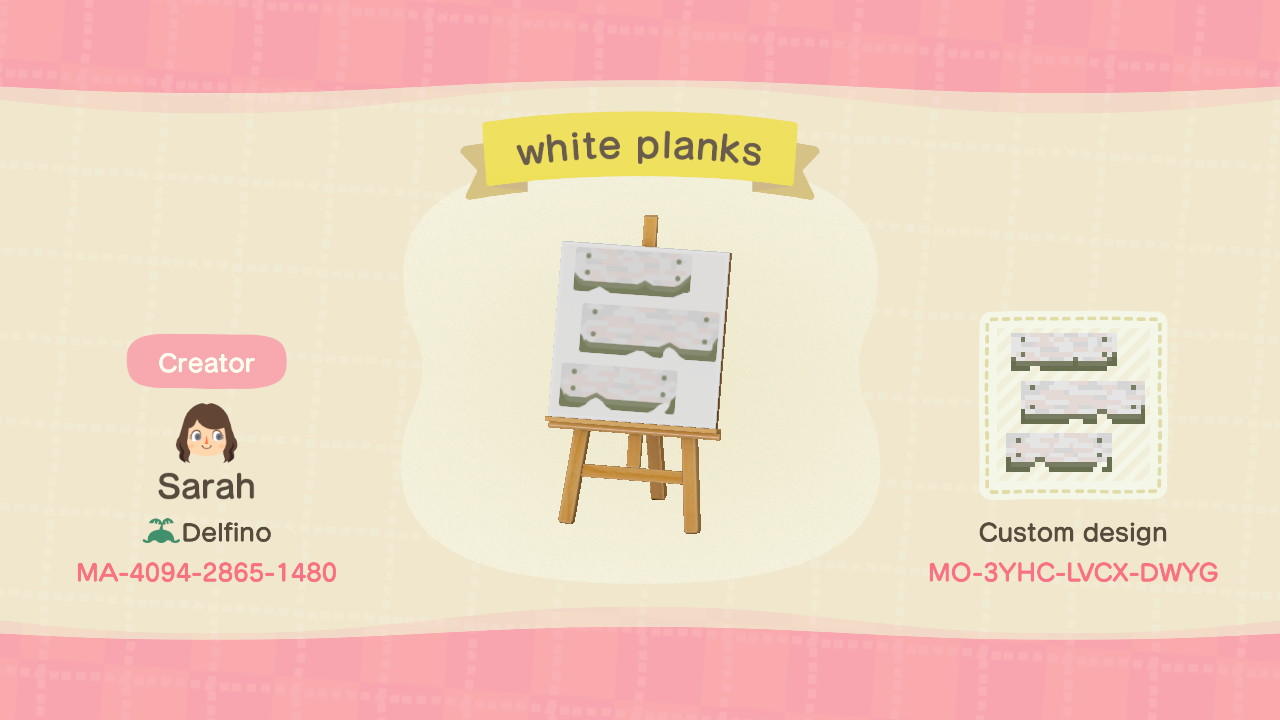 white planks
Creator
Sarah
Delfino
MA-4094-2865-1480
Custom design
MO-3YHC-LVCX-DWYG